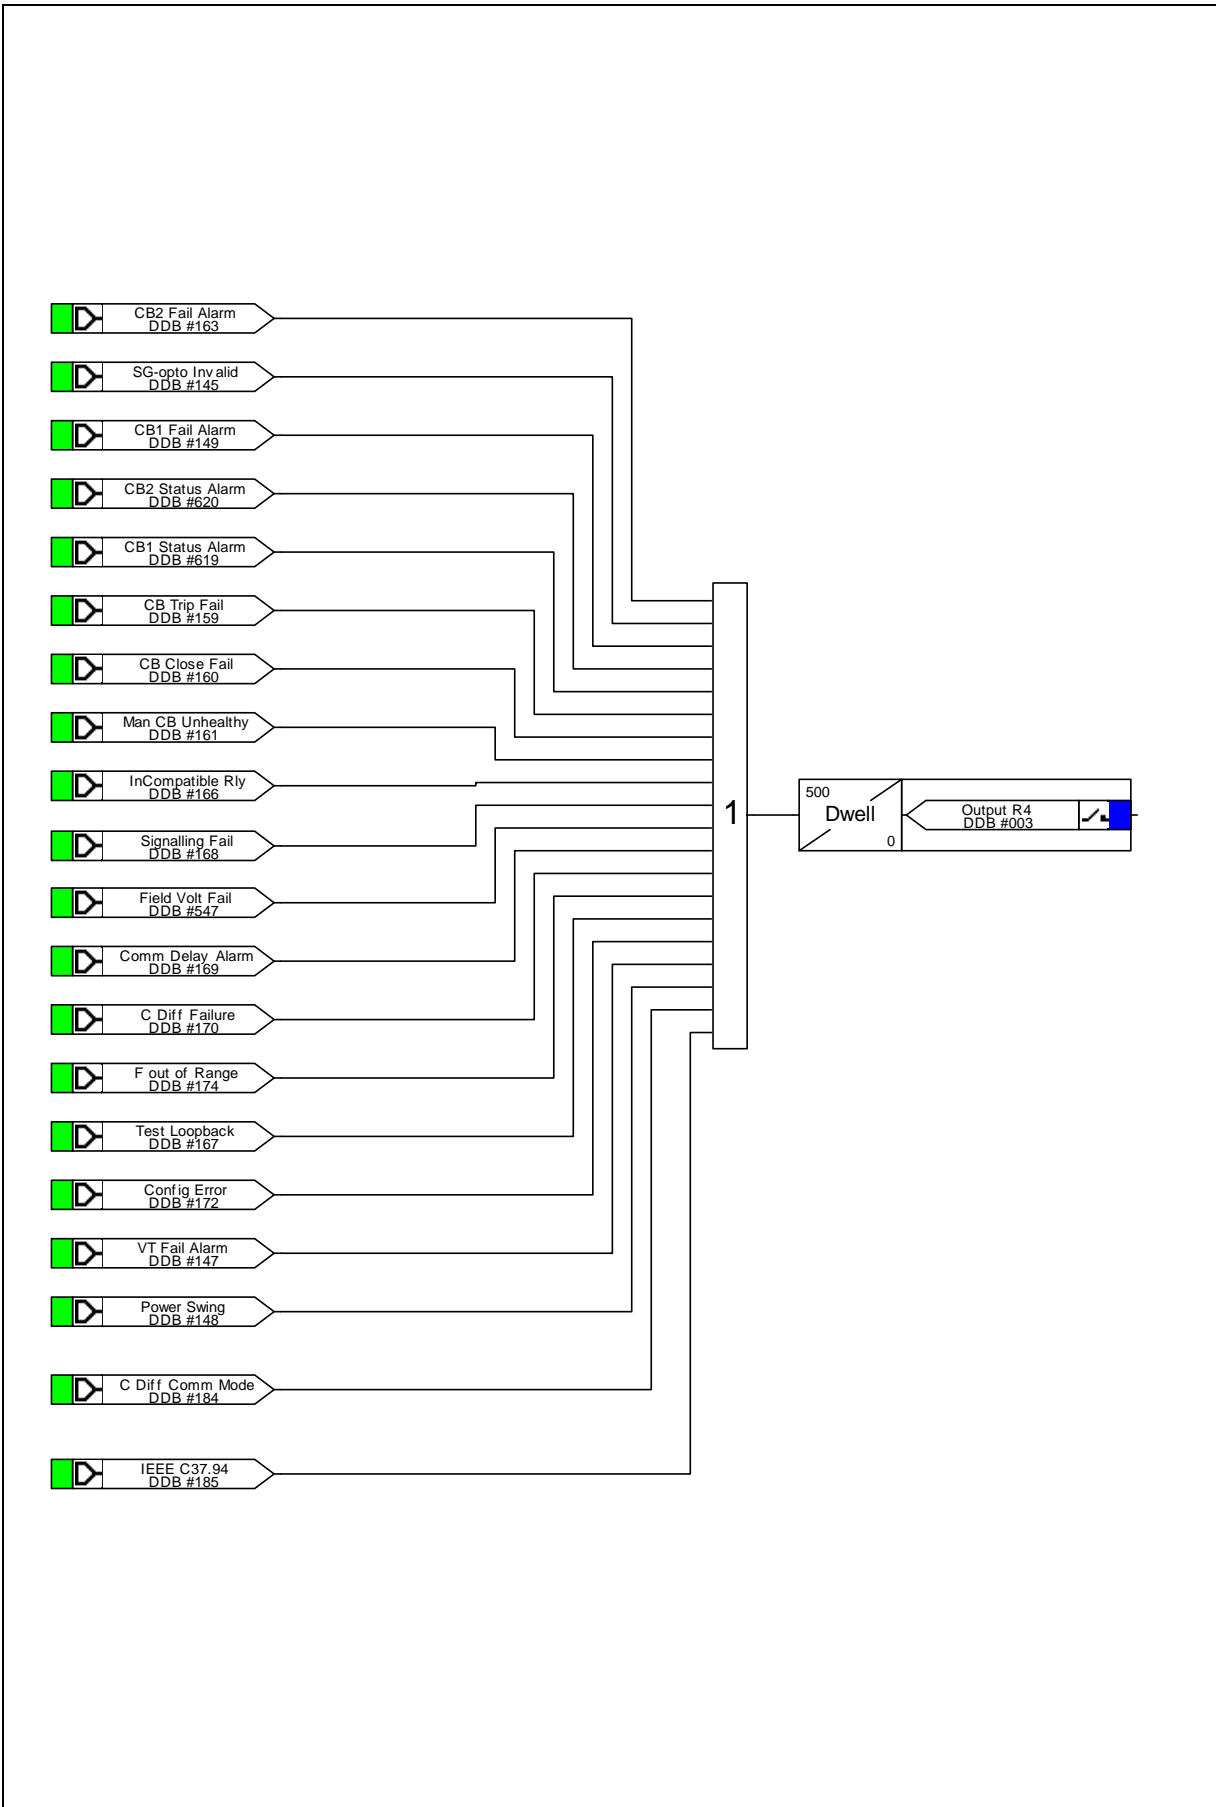 CB2 Fail Alarm
DDB #163
SG-opto Invalid
DDB #145
CB1 Fail Alarm
DDB #149
CB2 Status Alarm
DDB #620
CB1 Status Alarm
DDB #619
CB Trip Fail
DDB #159
CB Close Fail
DDB #160
Man CB Unhealthy
DDB #161
InCompatible Rly
DDB #166
Signalling Fail
DDB #168
Field Volt Fail
DDB #547
Comm Delay Alarm
DDB #169
C Diff Failure
DDB #170
F out of Range
DDB #174
Test Loopback
DDB #167
Config Error
DDB #172
VT Fail Alarm
DDB #147
Power Swing
DDB #148
C Diff Comm Mode
DDB #184
IEEE C37.94
DDB #185
1
500
Dwell
0
Output R4
DDB #003